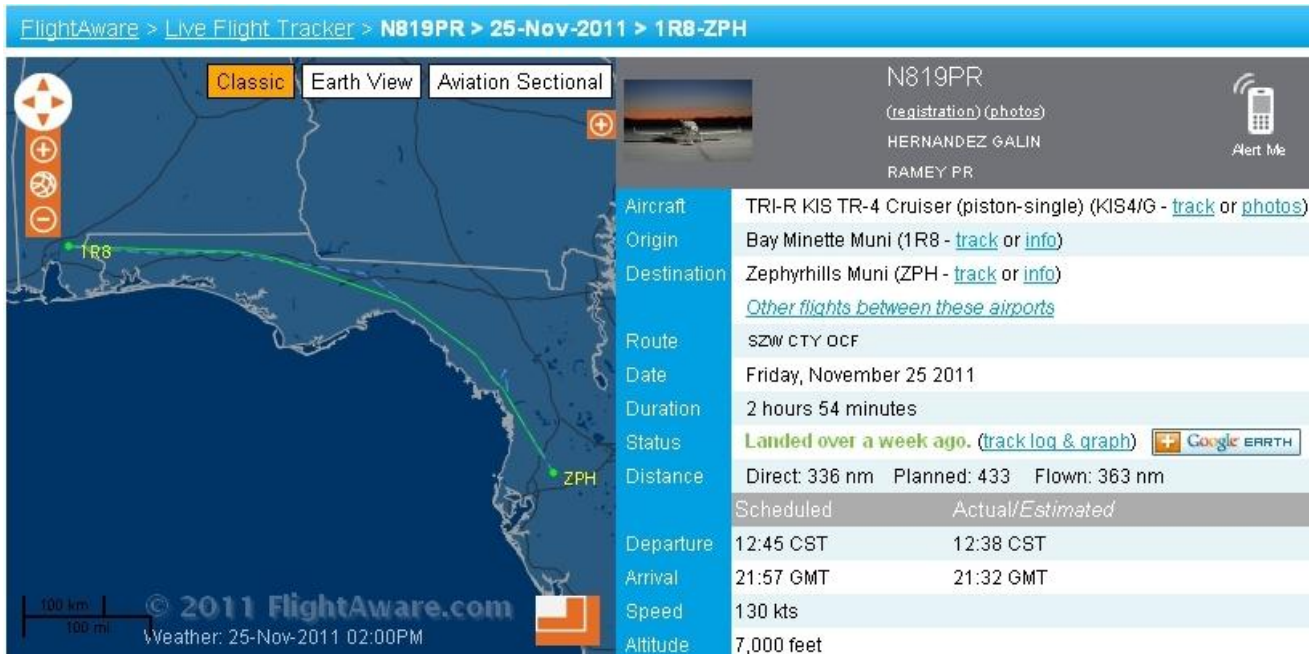 FlightAware > Live Flight Tracker > N819PR > 25-Nov-2011 > 1R8-ZPH
Classic Earth View Aviation Sectional
1R8
ZPH
100 km
100 mi
© 2011 FlightAware.com
Weather: 25-Nov-2011 02:00PM
N819PR
(registration) (photos)
HERNANDEZ GALIN
RAMEY PR
Alert Me
Aircraft TRI-R KIS TR-4 Cruiser (piston-single) (KIS4/G - track or photos)
Origin Bay Minette Muni (1R8 - track or info)
Destination Zephyrhills Muni (ZPH - track or info)
Other flights between these airports
Route SZW CTY OCF
Date Friday, November 25 2011
Duration 2 hours 54 minutes
Status Landed over a week ago. (track log & graph) Google EARTH
Distance Direct: 336 nm Planned: 433 Flown: 363 nm
Scheduled Actual/Estimated
Departure 12:45 CST 12:38 CST
Arrival 21:57 GMT 21:32 GMT
Speed 130 kts
Altitude 7,000 feet